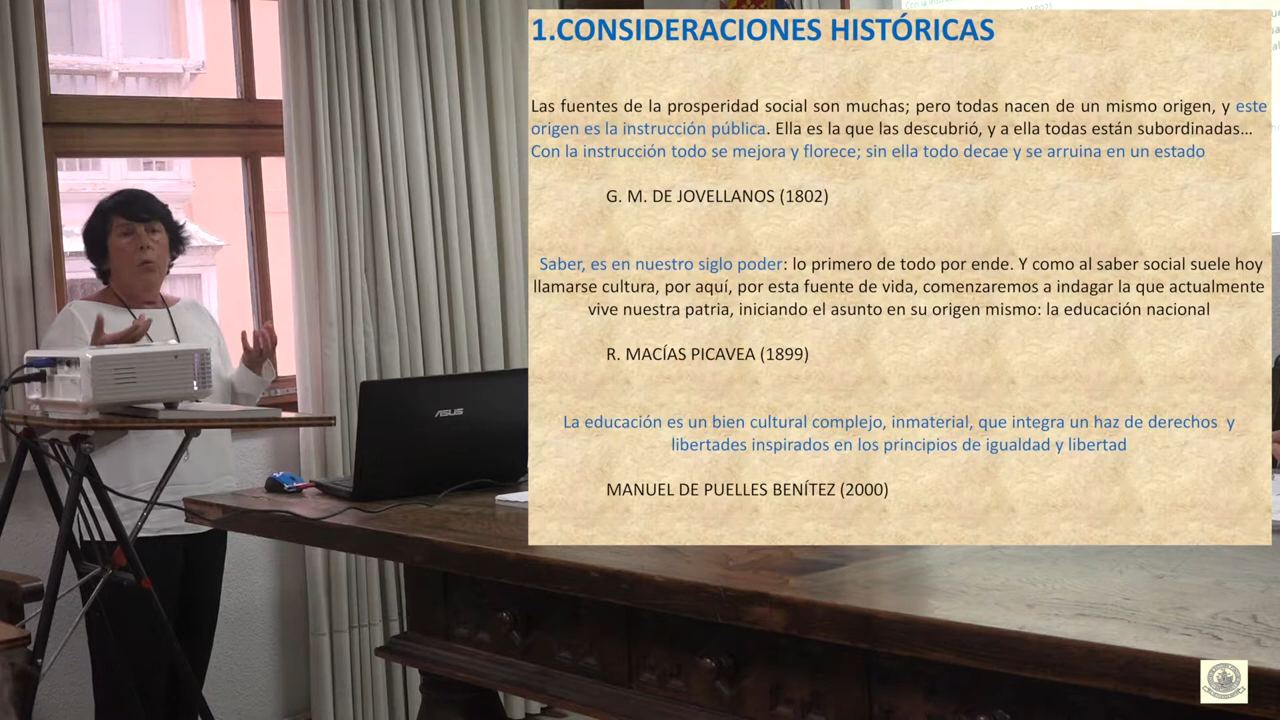 1.CONSIDERACIONES HISTÓRICAS
Las fuentes de la prosperidad social son muchas; pero todas nacen de un mismo origen, y este
origen es la instrucción pública. Ella es la que las descubrió, y a ella todas están subordinadas...
Con la instrucción todo se mejora y florece; sin ella todo decae y se arruina en un estado
G. M. DE JOVELLANOS (1802)
Saber, es en nuestro siglo poder: lo primero de todo por ende. Y como al saber social suele hoy
llamarse cultura, por aquí, por esta fuente de vida, comenzaremos a indagar la que actualmente
vive nuestra patria, iniciando el asunto en su origen mismo: la educación nacional
R. MACÍAS PICAVEA (1899)
La educación es un bien cultural complejo, inmaterial, que integra un haz de derechos y
libertades inspirados en los principios de igualdad y libertad
MANUEL DE PUELLES BENÍTEZ (2000)
ASUS